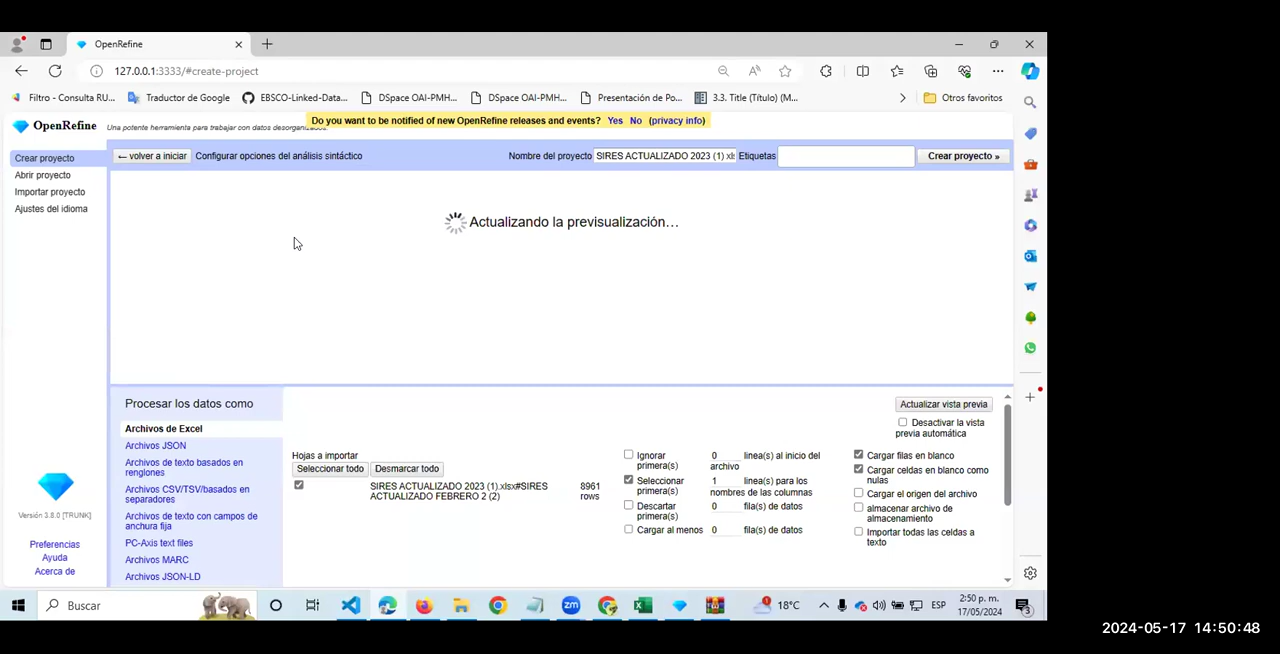 OpenRefine
127.0.0.1:3333/#create-project
Filtro - Consulta RU...
Traductor de Google
EBSCO-Linked-Data...
DSpace OAI-PMH...
DSpace OAI-PMH...
Presentación de Po...
3.3. Title (Título) (M...
Otros favoritos
Do you want to be notified of new OpenRefine releases and events? Yes No (privacy info)
OpenRefine
Una potente herramienta para trabajar con datos desorganizados.
Crear proyecto
Abrir proyecto
Importar proyecto
Ajustes del idioma
← volver a iniciar
Configurar opciones del análisis sintáctico
Nombre del proyecto
SIRES ACTUALIZADO 2023 (1) xls
Etiquetas
Crear proyecto »
Actualizando la previsualización…
Procesar los datos como
Archivos de Excel
Archivos JSON
Archivos de texto basados en
renglones
Archivos CSV/TSV/basados en
separadores
Archivos de texto con campos de
anchura fija
PC-Axis text files
Archivos MARC
Archivos JSON-LD
Hojas a importar
Seleccionar todo
Desmarcar todo
SIRES ACTUALIZADO 2023 (1).xlsx#SIRES
ACTUALIZADO FEBRERO 2 (2)
8961
rows
Ignorar
primera(s)
0 linea(s) al inicio del
archivo
Seleccionar
primera(s)
1 linea(s) para los
nombres de las columnas
Descartar
primera(s)
0 fila(s) de datos
Cargar al menos 0 fila(s) de datos
Actualizar vista previa
Desactivar la vista
previa automática
Cargar filas en blanco
Cargar celdas en blanco como
nulas
Cargar el origen del archivo
almacenar archivo de
almacenamiento
Importar todas las celdas a
texto
Versión 3.8.0 [TRUNK]
Preferencias
Ayuda
Acerca de
Buscar
zm
18°C
ESP
2:50 p. m.
17/05/2024
3
2024-05-17 14:50:48